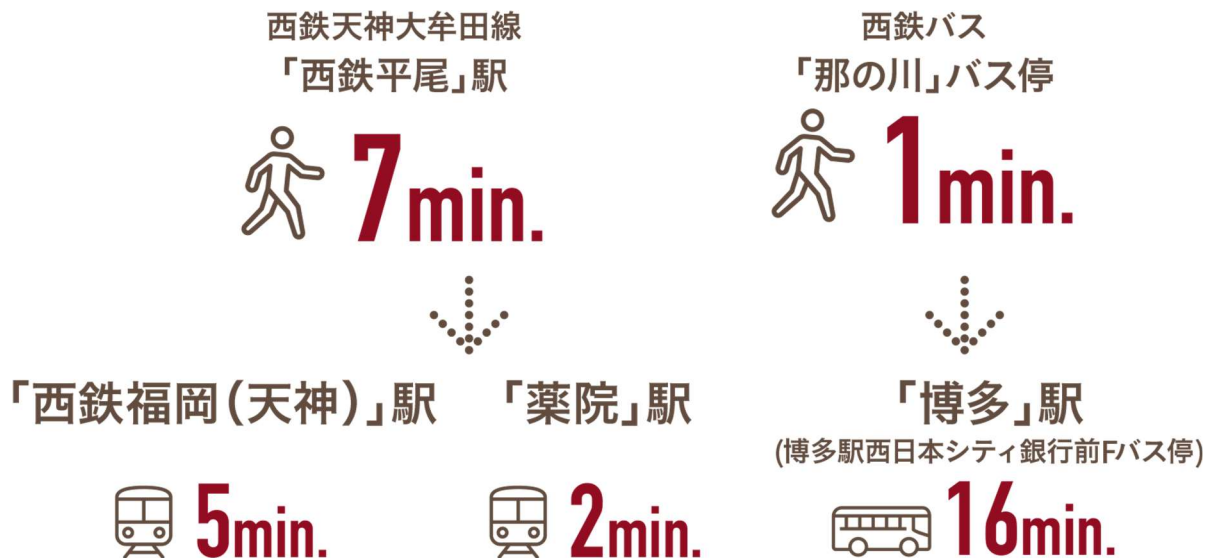 西鉄天神大牟田線
「西鉄平尾」駅
7min.
西鉄バス
「那の川」バス停
1min.
「西鉄福岡(天神)」駅
5min.
「薬院」駅
2min.
「博多」駅
(博多駅西日本シティ銀行前Fバス停)
16min.